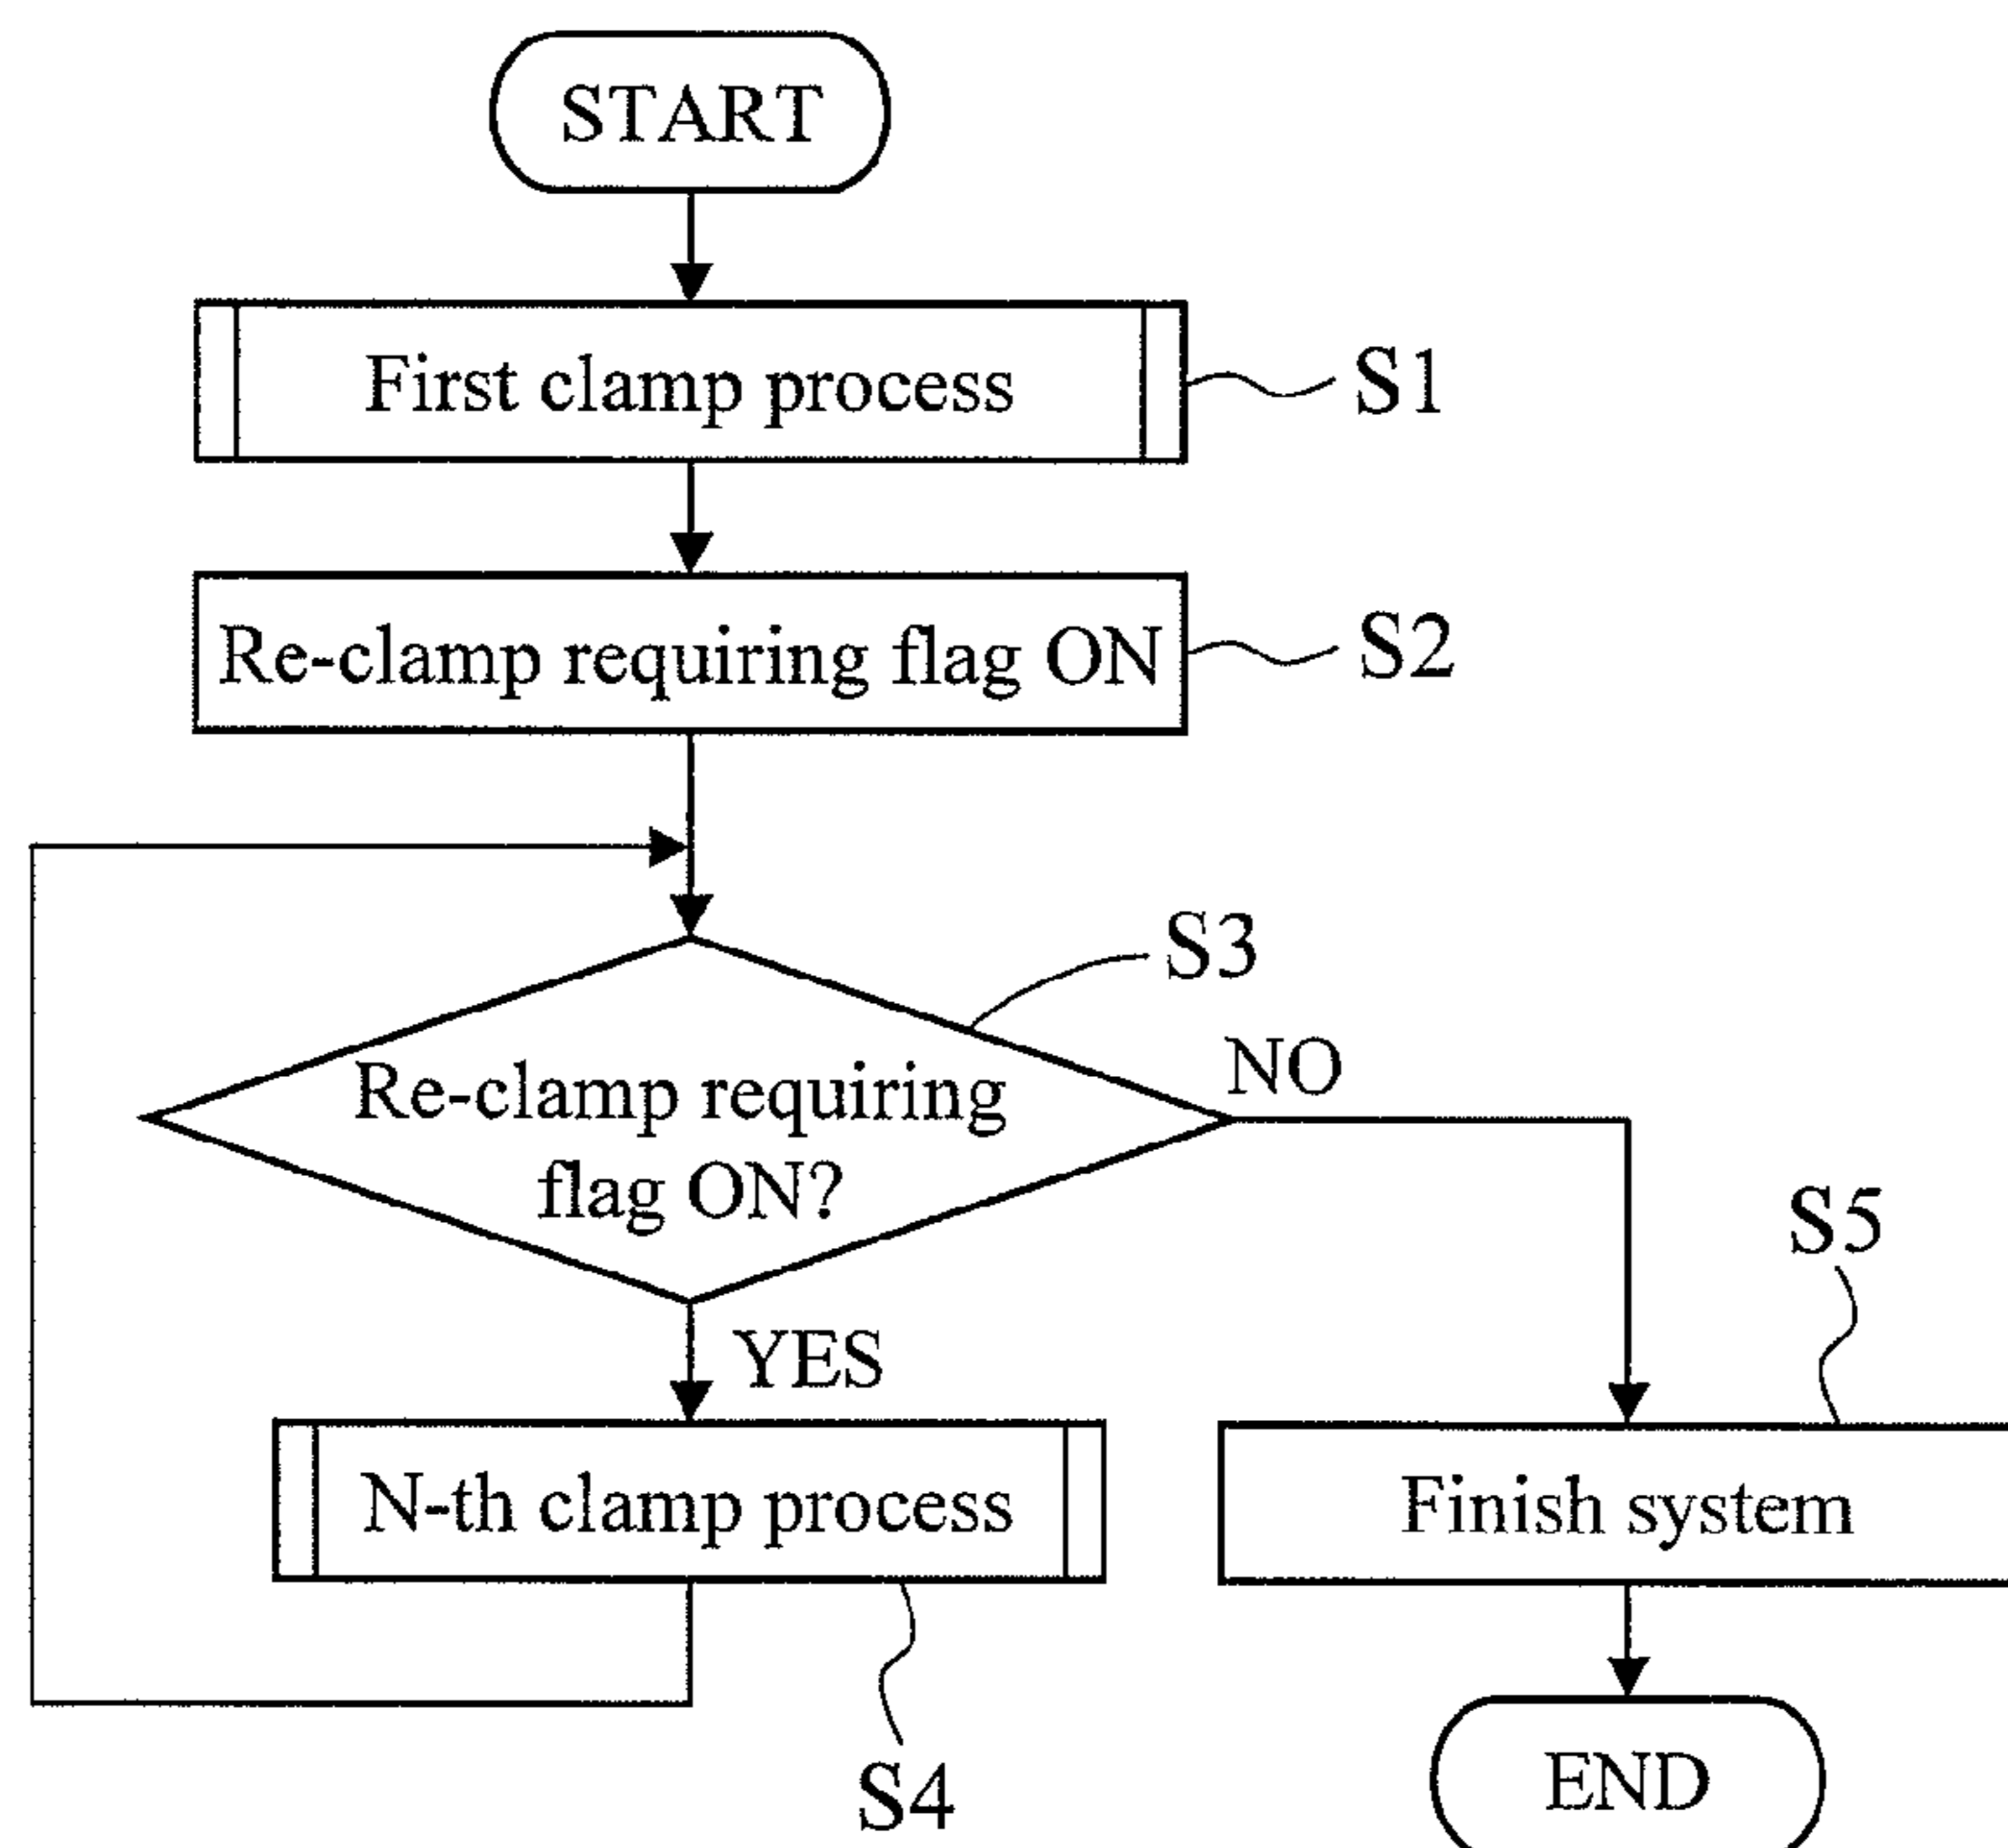 START
First clamp process
S1
Re-clamp requiring flag ON
S2
S3
Re-clamp requiring
flag ON?
NO
YES
S5
N-th clamp process
Finish system
S4
END